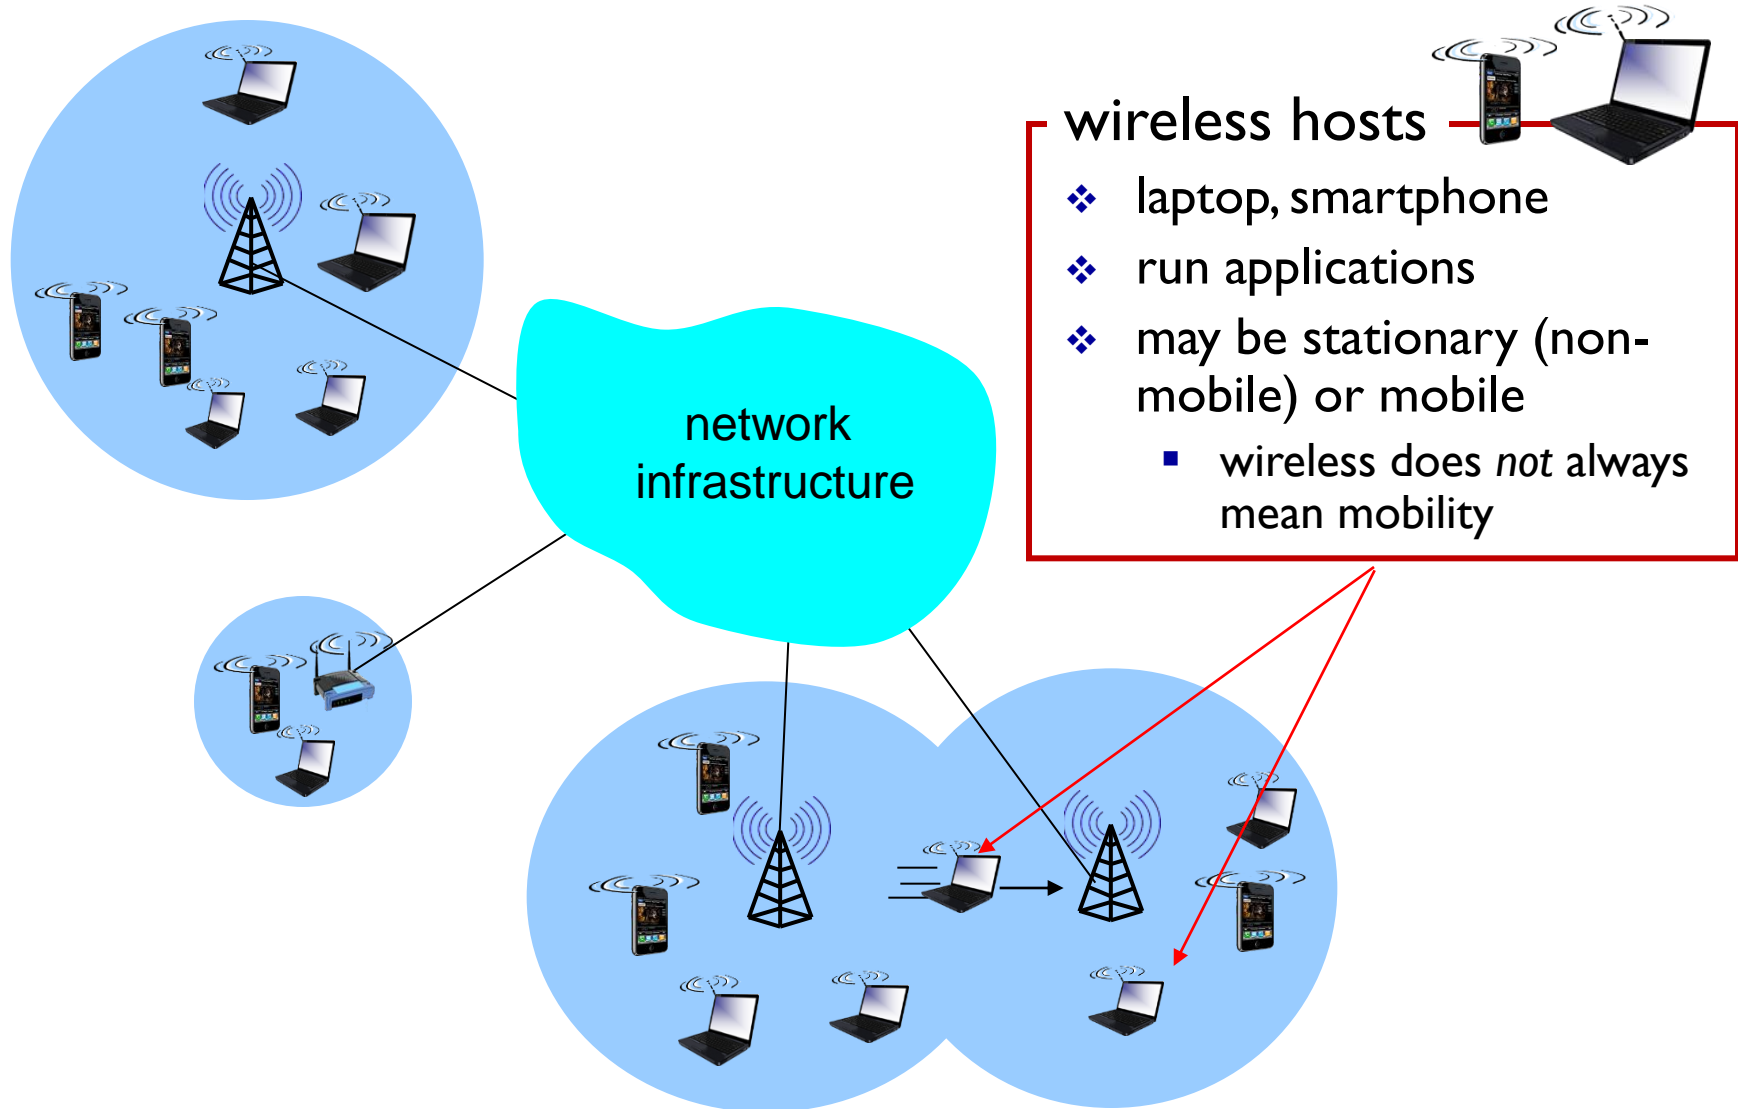 wireless hosts
❖ laptop, smartphone
❖ run applications
❖ may be stationary (non-
mobile) or mobile
▪ wireless does not always
mean mobility
network
infrastructure